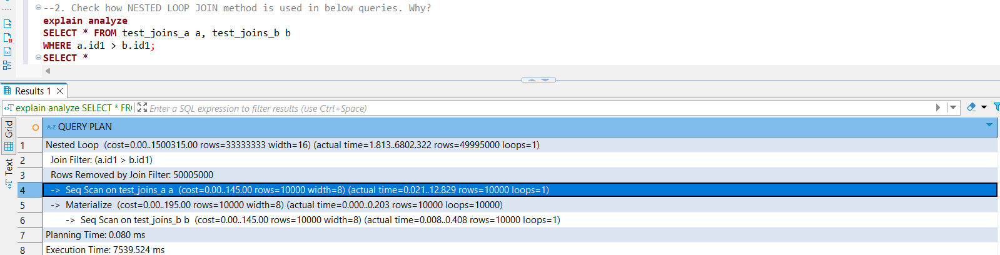 --2. Check how NESTED LOOP JOIN method is used in below queries. Why?
explain analyze
SELECT * FROM test_joins_a a, test_joins_b b
WHERE a.id1 > b.id1;
SELECT *
Results 1
explain analyze SELECT * FR
Enter a SQL expression to filter results (use Ctrl+Space)
Grid
Text
A-Z QUERY PLAN
1 Nested Loop (cost=0.00..1500315.00 rows=33333333 width=16) (actual time=1.813..6802.322 rows=49995000 loops=1)
2 Join Filter: (a.id1 > b.id1)
3 Rows Removed by Join Filter: 50005000
4 -> Seq Scan on test_joins_a a (cost=0.00..145.00 rows=10000 width=8) (actual time=0.021..12.829 rows=10000 loops=1)
5 -> Materialize (cost=0.00..195.00 rows=10000 width=8) (actual time=0.000..0.203 rows=10000 loops=10000)
6 -> Seq Scan on test_joins_b b (cost=0.00..145.00 rows=10000 width=8) (actual time=0.008..0.408 rows=10000 loops=1)
7 Planning Time: 0.080 ms
8 Execution Time: 7539.524 ms